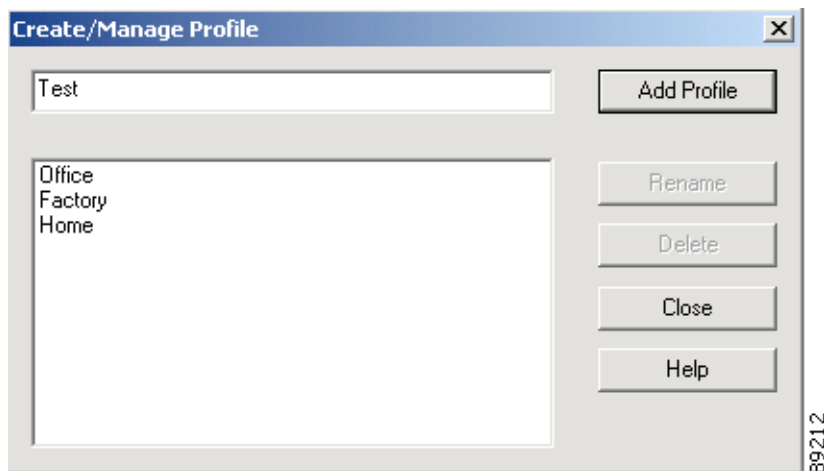 Create/Manage Profile
Test
Add Profile
Office
Factory
Home
Rename
Delete
Close
Help
89212